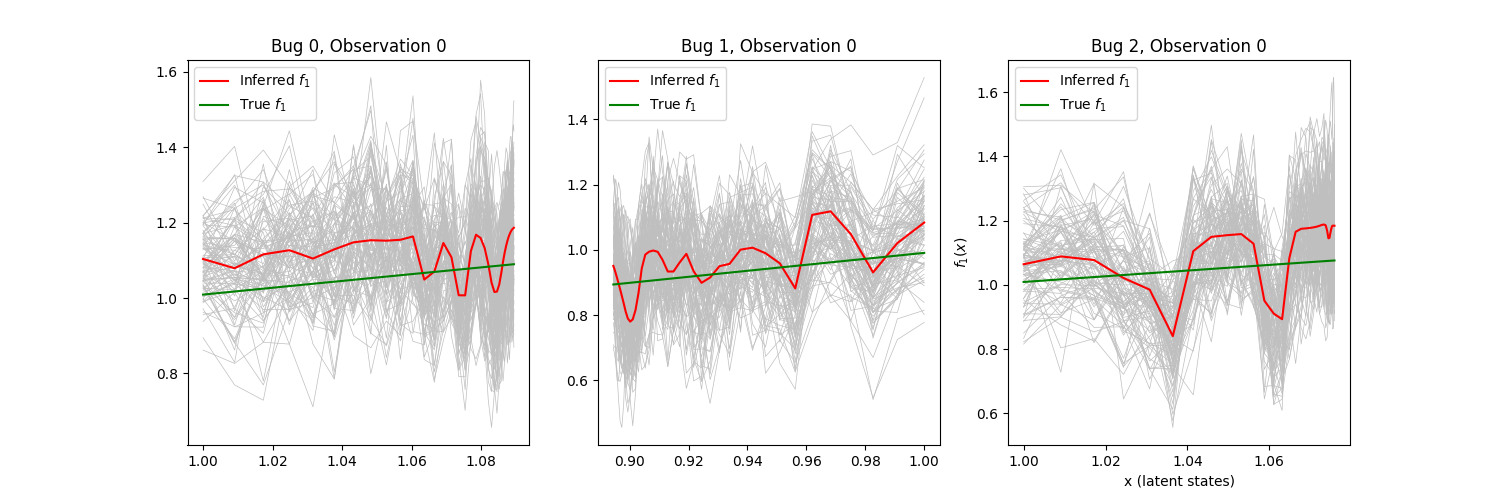 Bug 0, Observation 0
Inferred f₁
True f₁
1.6
1.4
1.2
1.0
0.8
1.00 1.02 1.04 1.06 1.08
Bug 1, Observation 0
Inferred f₁
True f₁
1.4
1.2
1.0
0.8
0.6
0.90 0.92 0.94 0.96 0.98 1.00
Bug 2, Observation 0
Inferred f₁
True f₁
f₁(x)
1.6
1.4
1.2
1.0
0.8
0.6
1.00 1.02 1.04 1.06
x (latent states)